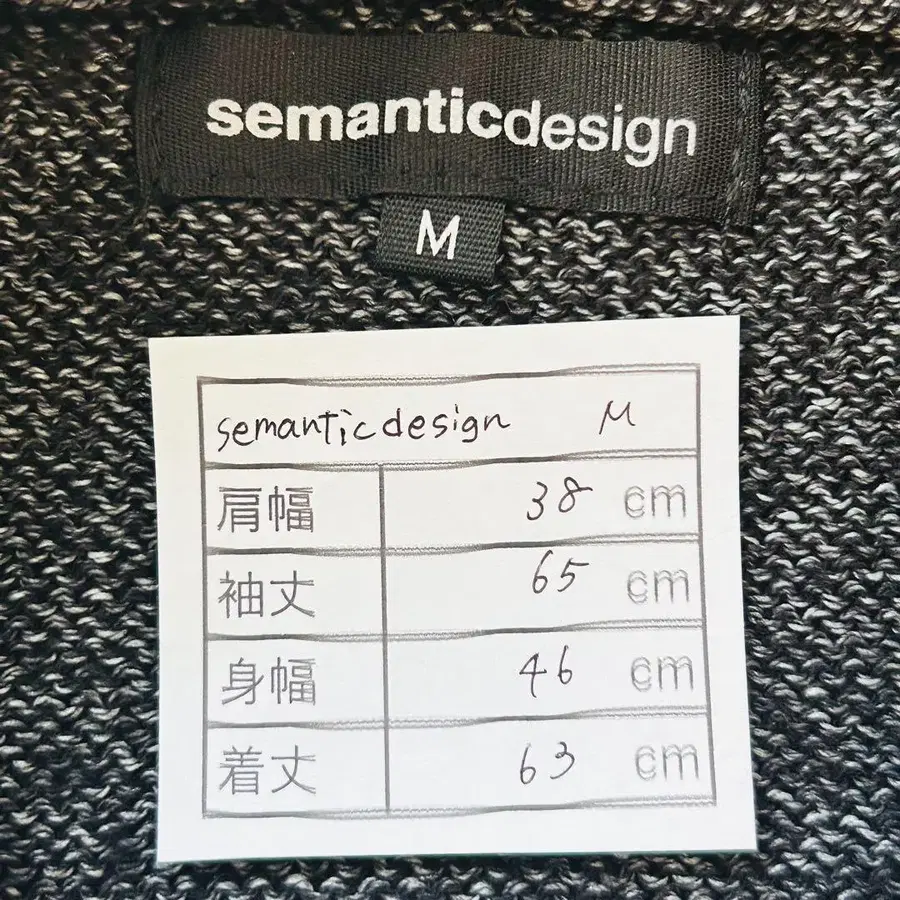 semanticdesign
M
semanticdesign M
肩幅 38 cm
袖丈 65 cm
身幅 46 cm
着丈 63 cm